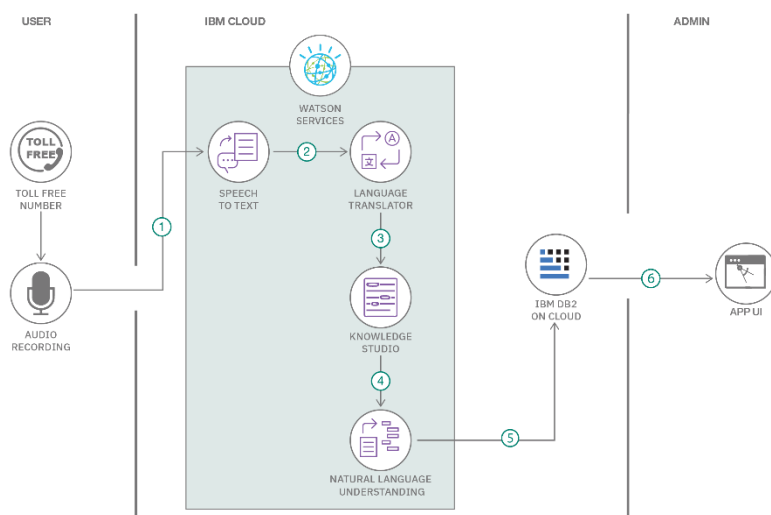 USER
IBM CLOUD
ADMIN
WATSON
SERVICES
TOLL
FREE
TOLL FREE
NUMBER
1
SPEECH
TO TEXT
2
A
文
LANGUAGE
TRANSLATOR
3
AUDIO
RECORDING
KNOWLEDGE
STUDIO
4
NATURAL LANGUAGE
UNDERSTANDING
5
IBM DB2
ON CLOUD
6
APP UI